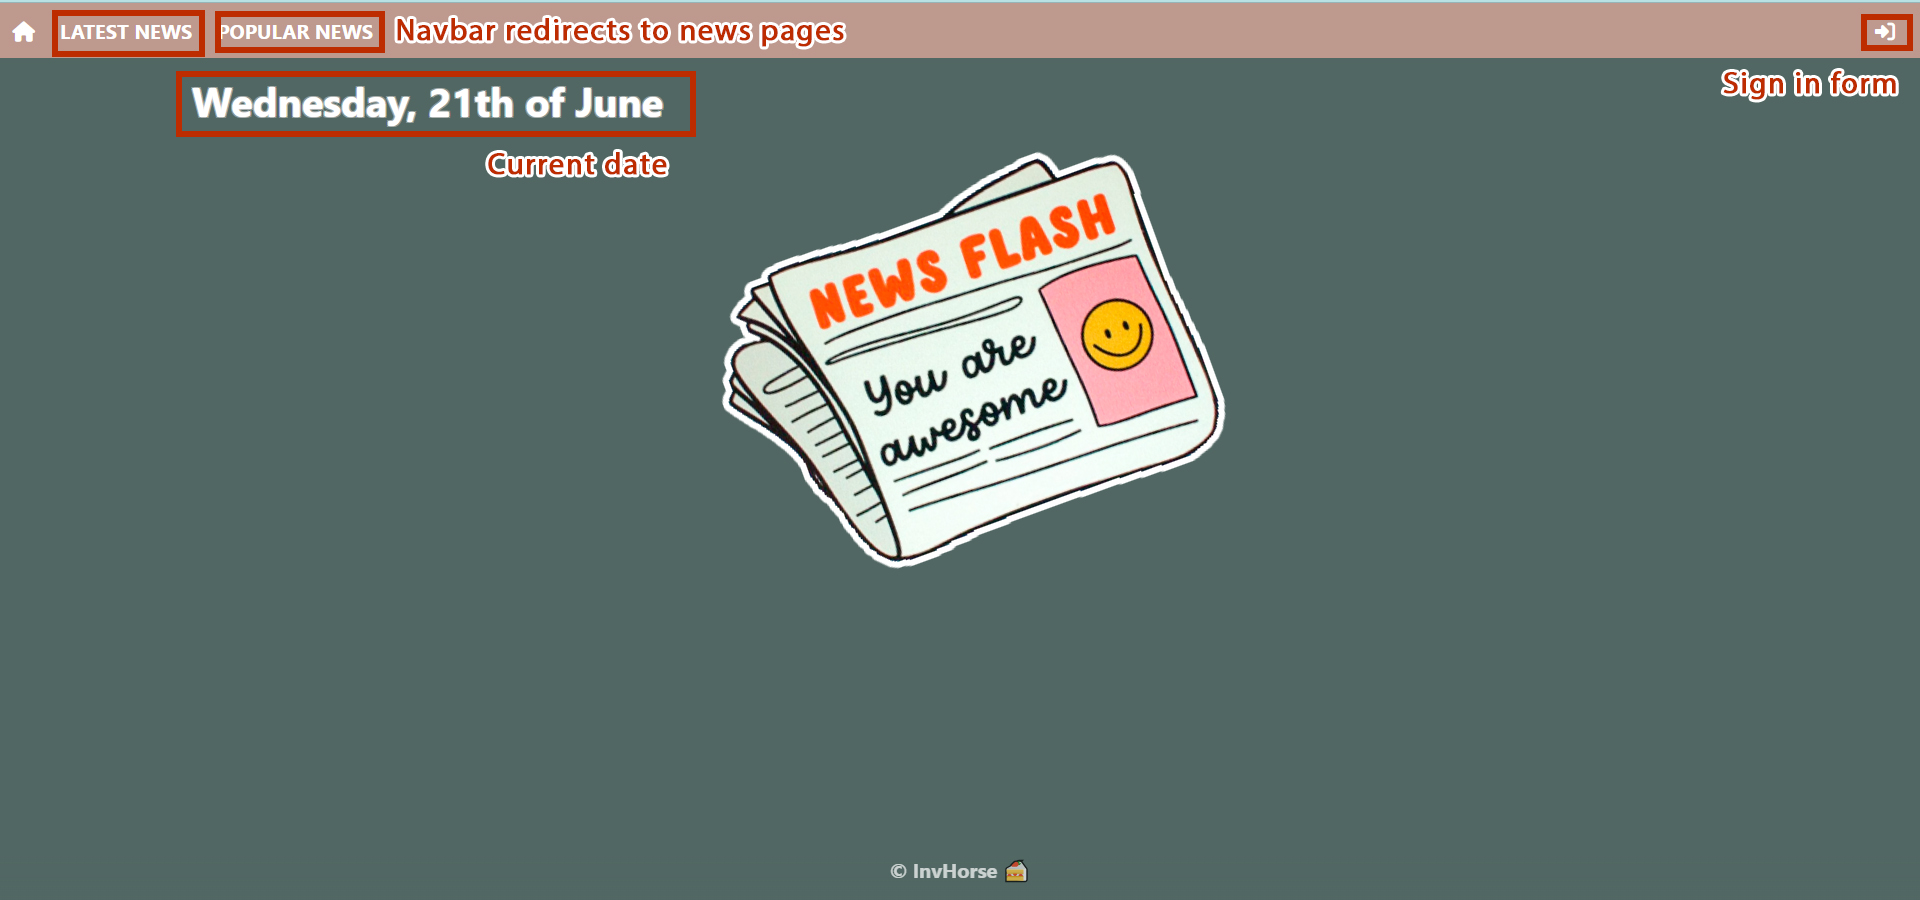 LATEST NEWS POPULAR NEWS Navbar redirects to news pages
Sign in form
Wednesday, 21th of June
Current date
NEWS FLASH
You are
awesome
© InvHorse